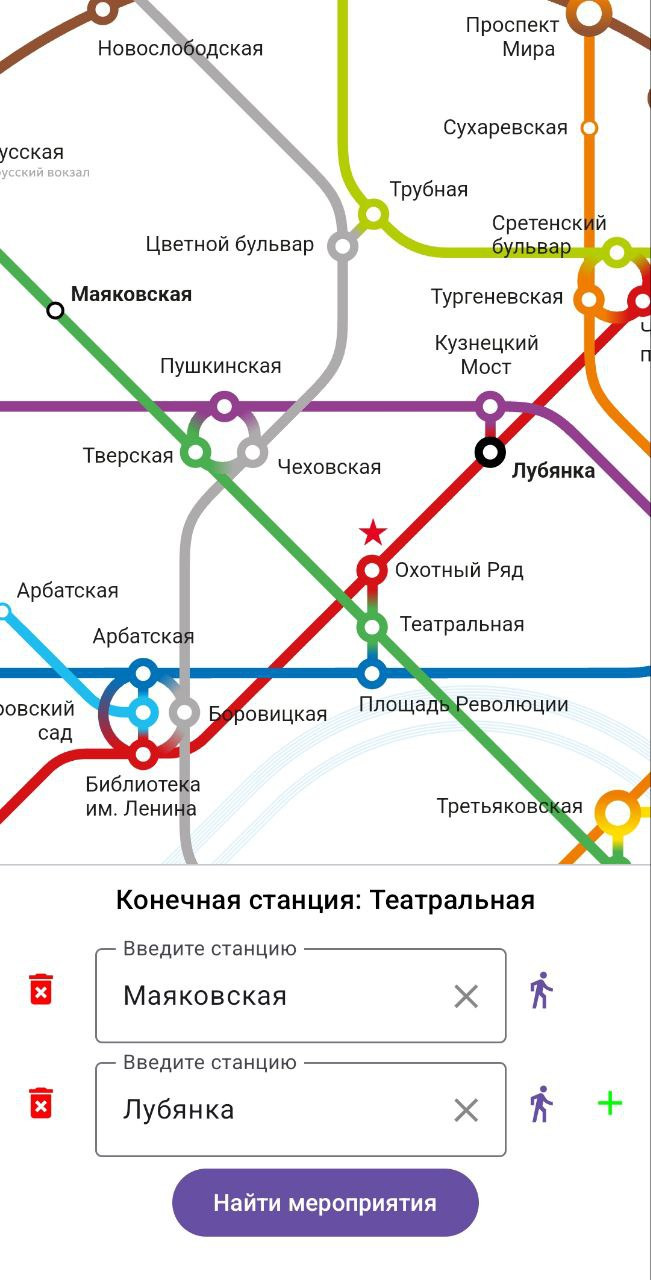 Новослободская
Проспект
Мира
Сухаревская
усская
усский вокзал
Трубная
Сретенский
бульвар
Цветной бульвар
Маяковская
Тургеневская
Ч
п
Кузнецкий
Мост
Пушкинская
Тверская
Чеховская
Лубянка
Охотный Ряд
Арбатская
Театральная
Арбатская
Площадь Революции
ровский
сад
Боровицкая
Библиотека
им. Ленина
Третьяковская
Конечная станция: Театральная
Введите станцию
Маяковская
Введите станцию
Лубянка
Найти мероприятия